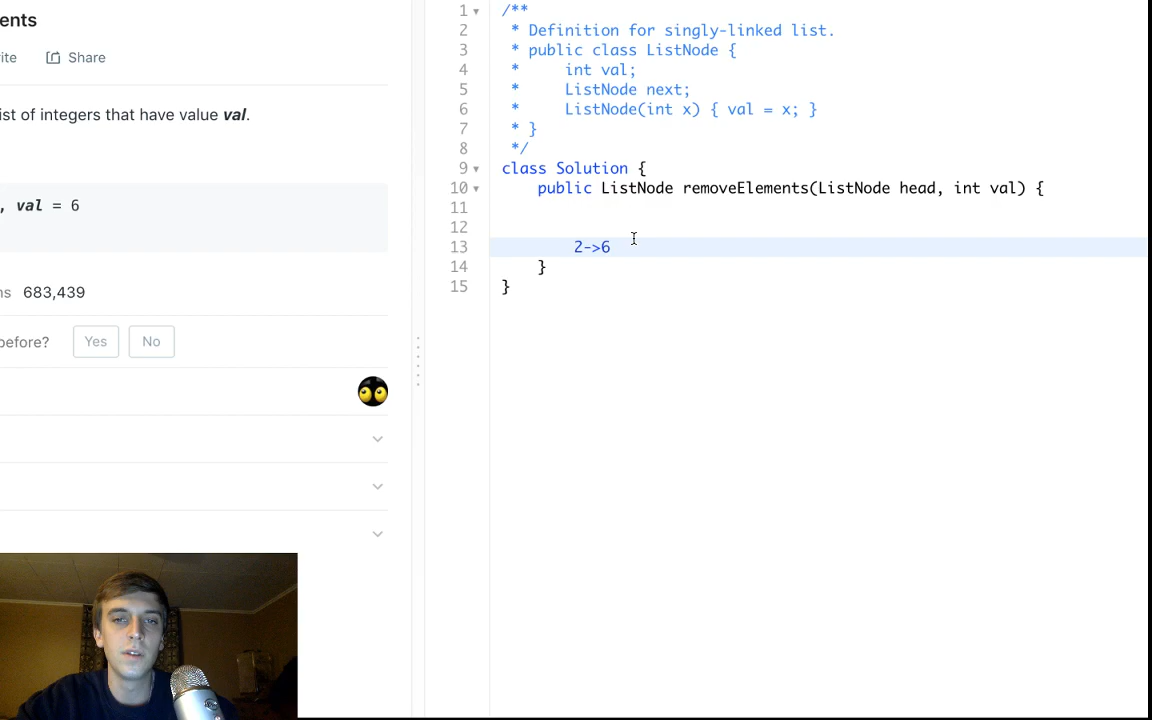 ents
ite Share
ist of integers that have value val.
, val = 6
ns 683,439
before? Yes No
1 /**
2 * Definition for singly-linked list.
3 * public class ListNode {
4 *     int val;
5 *     ListNode next;
6 *     ListNode(int x) { val = x; }
7 * }
8 */
9 class Solution {
10     public ListNode removeElements(ListNode head, int val) {
11
12
13         2->6
14     }
15 }